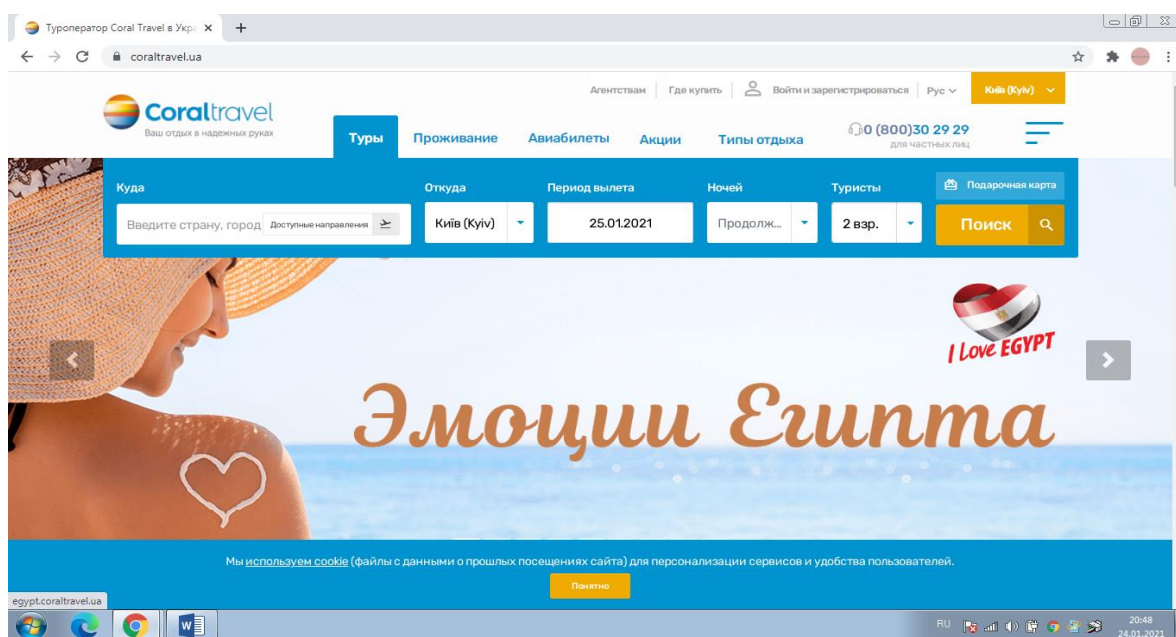 Туроператор Coral Travel в Укра
coraltravel.ua
Агентствам Где купить Войти и зарегистрироваться Рус Київ (Kyiv)
Coraltravel
Ваш отдых в надежных руках
Туры Проживание Авиабилеты Акции Типы отдыха 0 (800)30 29 29
для частных лиц
Куда Откуда Период вылета Ночей Туристы Подарочная карта
Введите страну, город Доступные направления Київ (Kyiv) 25.01.2021 Продолж... 2 взр. Поиск
I Love EGYPT
Эмоции Египта
Мы используем cookie (файлы с данными о прошлых посещениях сайта) для персонализации сервисов и удобства пользователей.
Понятно
egypt.coraltravel.ua
RU 20:48
24.01.2021